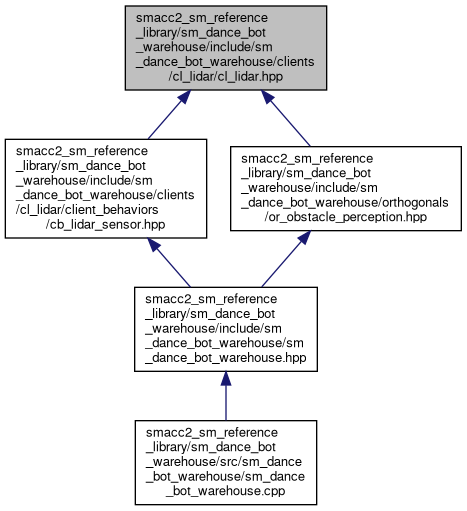 smacc2_sm_reference
_library/sm_dance_bot
_warehouse/include/sm
_dance_bot_warehouse/clients
/cl_lidar/cl_lidar.hpp
smacc2_sm_reference
_library/sm_dance_bot
_warehouse/include/sm
_dance_bot_warehouse/clients
/cl_lidar/client_behaviors
/cb_lidar_sensor.hpp
smacc2_sm_reference
_library/sm_dance_bot
_warehouse/include/sm
_dance_bot_warehouse/orthogonals
/or_obstacle_perception.hpp
smacc2_sm_reference
_library/sm_dance_bot
_warehouse/include/sm
_dance_bot_warehouse/sm
_dance_bot_warehouse.hpp
smacc2_sm_reference
_library/sm_dance_bot
_warehouse/src/sm_dance
_bot_warehouse/sm_dance
_bot_warehouse.cpp